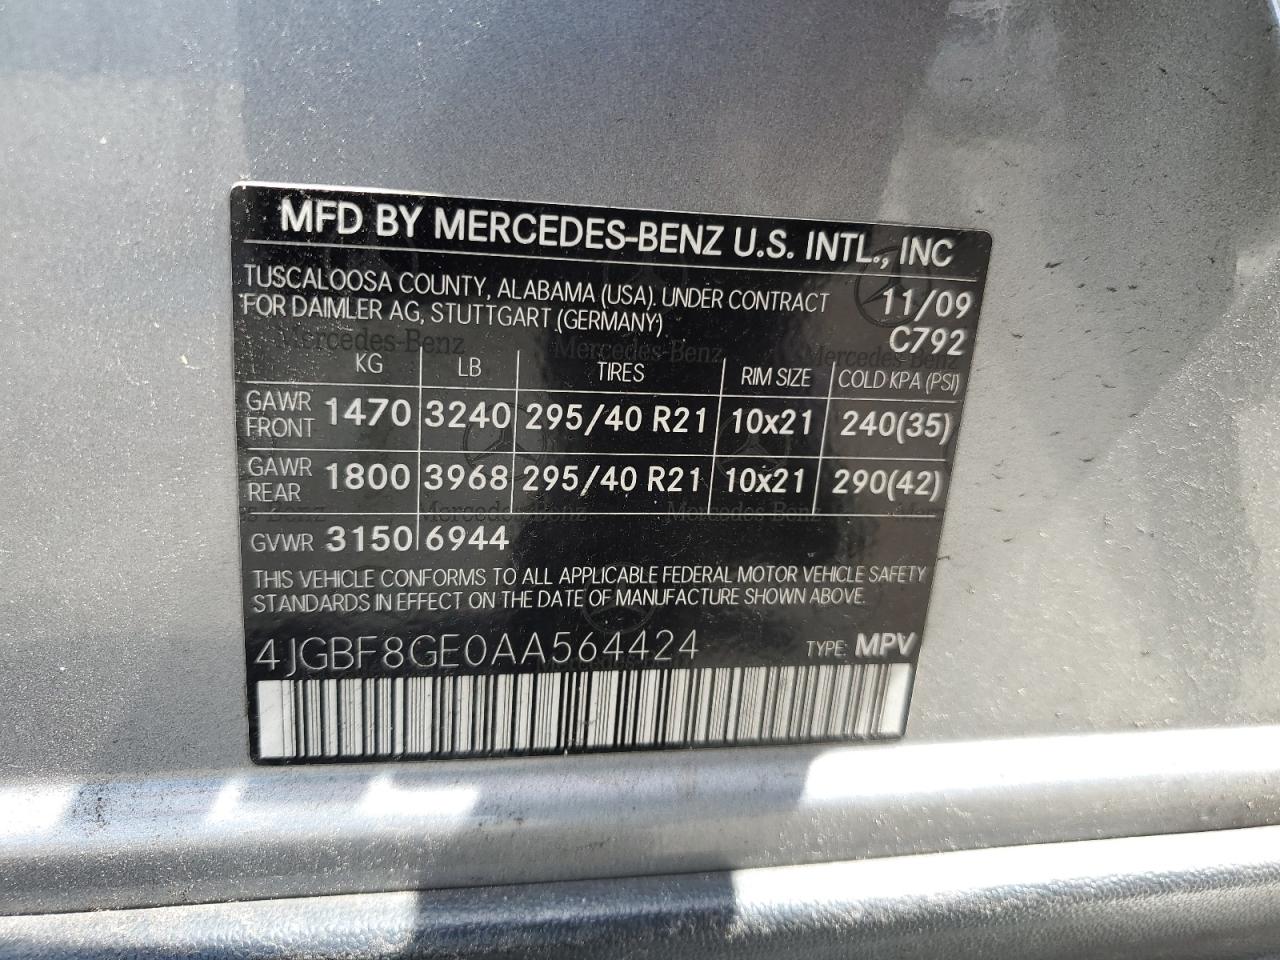 MFD BY MERCEDES-BENZ U.S. INTL., INC
TUSCALOOSA COUNTY, ALABAMA (USA). UNDER CONTRACT 11/09
FOR DAIMLER AG, STUTTGART (GERMANY) C792
KG LB TIRES RIM SIZE COLD KPA (PSI)
GAWR FRONT 1470 3240 295/40 R21 10x21 240(35)
GAWR REAR 1800 3968 295/40 R21 10x21 290(42)
GVWR 3150 6944
THIS VEHICLE CONFORMS TO ALL APPLICABLE FEDERAL MOTOR VEHICLE SAFETY
STANDARDS IN EFFECT ON THE DATE OF MANUFACTURE SHOWN ABOVE.
4JGBF8GE0AA564424 TYPE: MPV